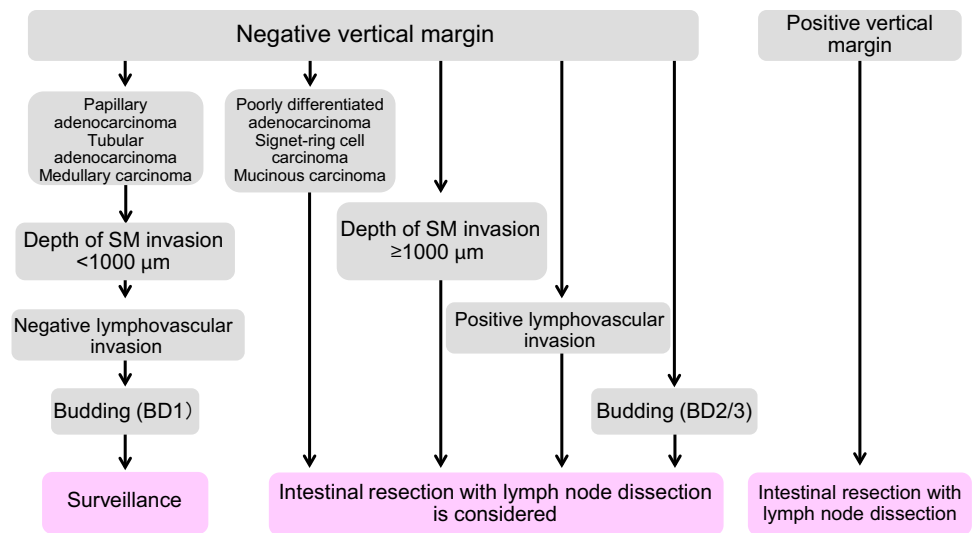 Negative vertical margin
Positive vertical
margin
Papillary
adenocarcinoma
Tubular
adenocarcinoma
Medullary carcinoma
Poorly differentiated
adenocarcinoma
Signet-ring cell
carcinoma
Mucinous carcinoma
Depth of SM invasion
<1000 μm
Depth of SM invasion
≥1000 μm
Negative lymphovascular
invasion
Positive lymphovascular
invasion
Budding (BD1）
Budding (BD2/3)
Surveillance
Intestinal resection with lymph node dissection
is considered
Intestinal resection with
lymph node dissection